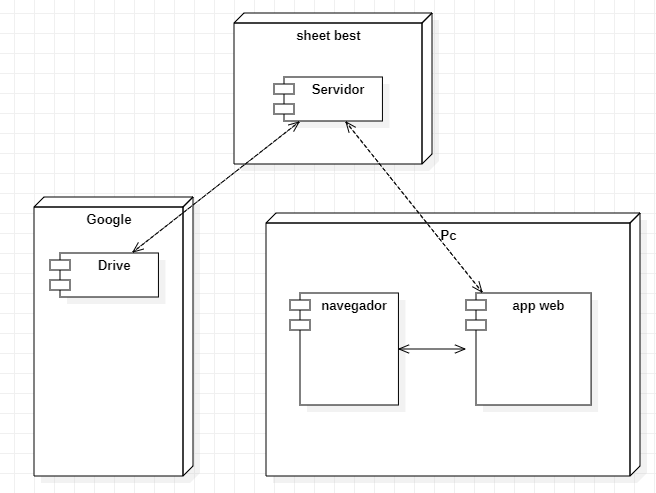 sheet best
Servidor
Google
Drive
Pc
navegador
app web